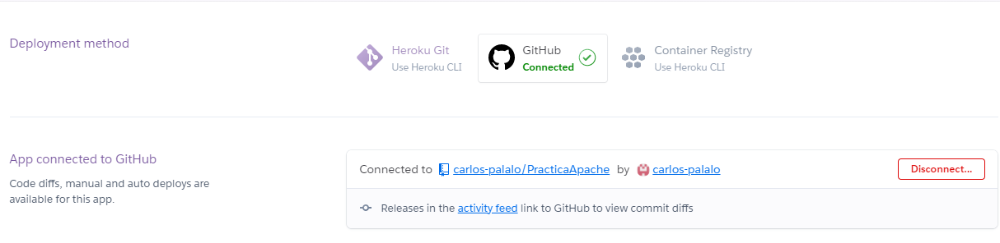 Deployment method
Heroku Git
Use Heroku CLI
GitHub
Connected
Container Registry
Use Heroku CLI
App connected to GitHub
Code diffs, manual and auto deploys are
available for this app.
Connected to carlos-palalo/PracticaApache by carlos-palalo
Disconnect...
Releases in the activity feed link to GitHub to view commit diffs